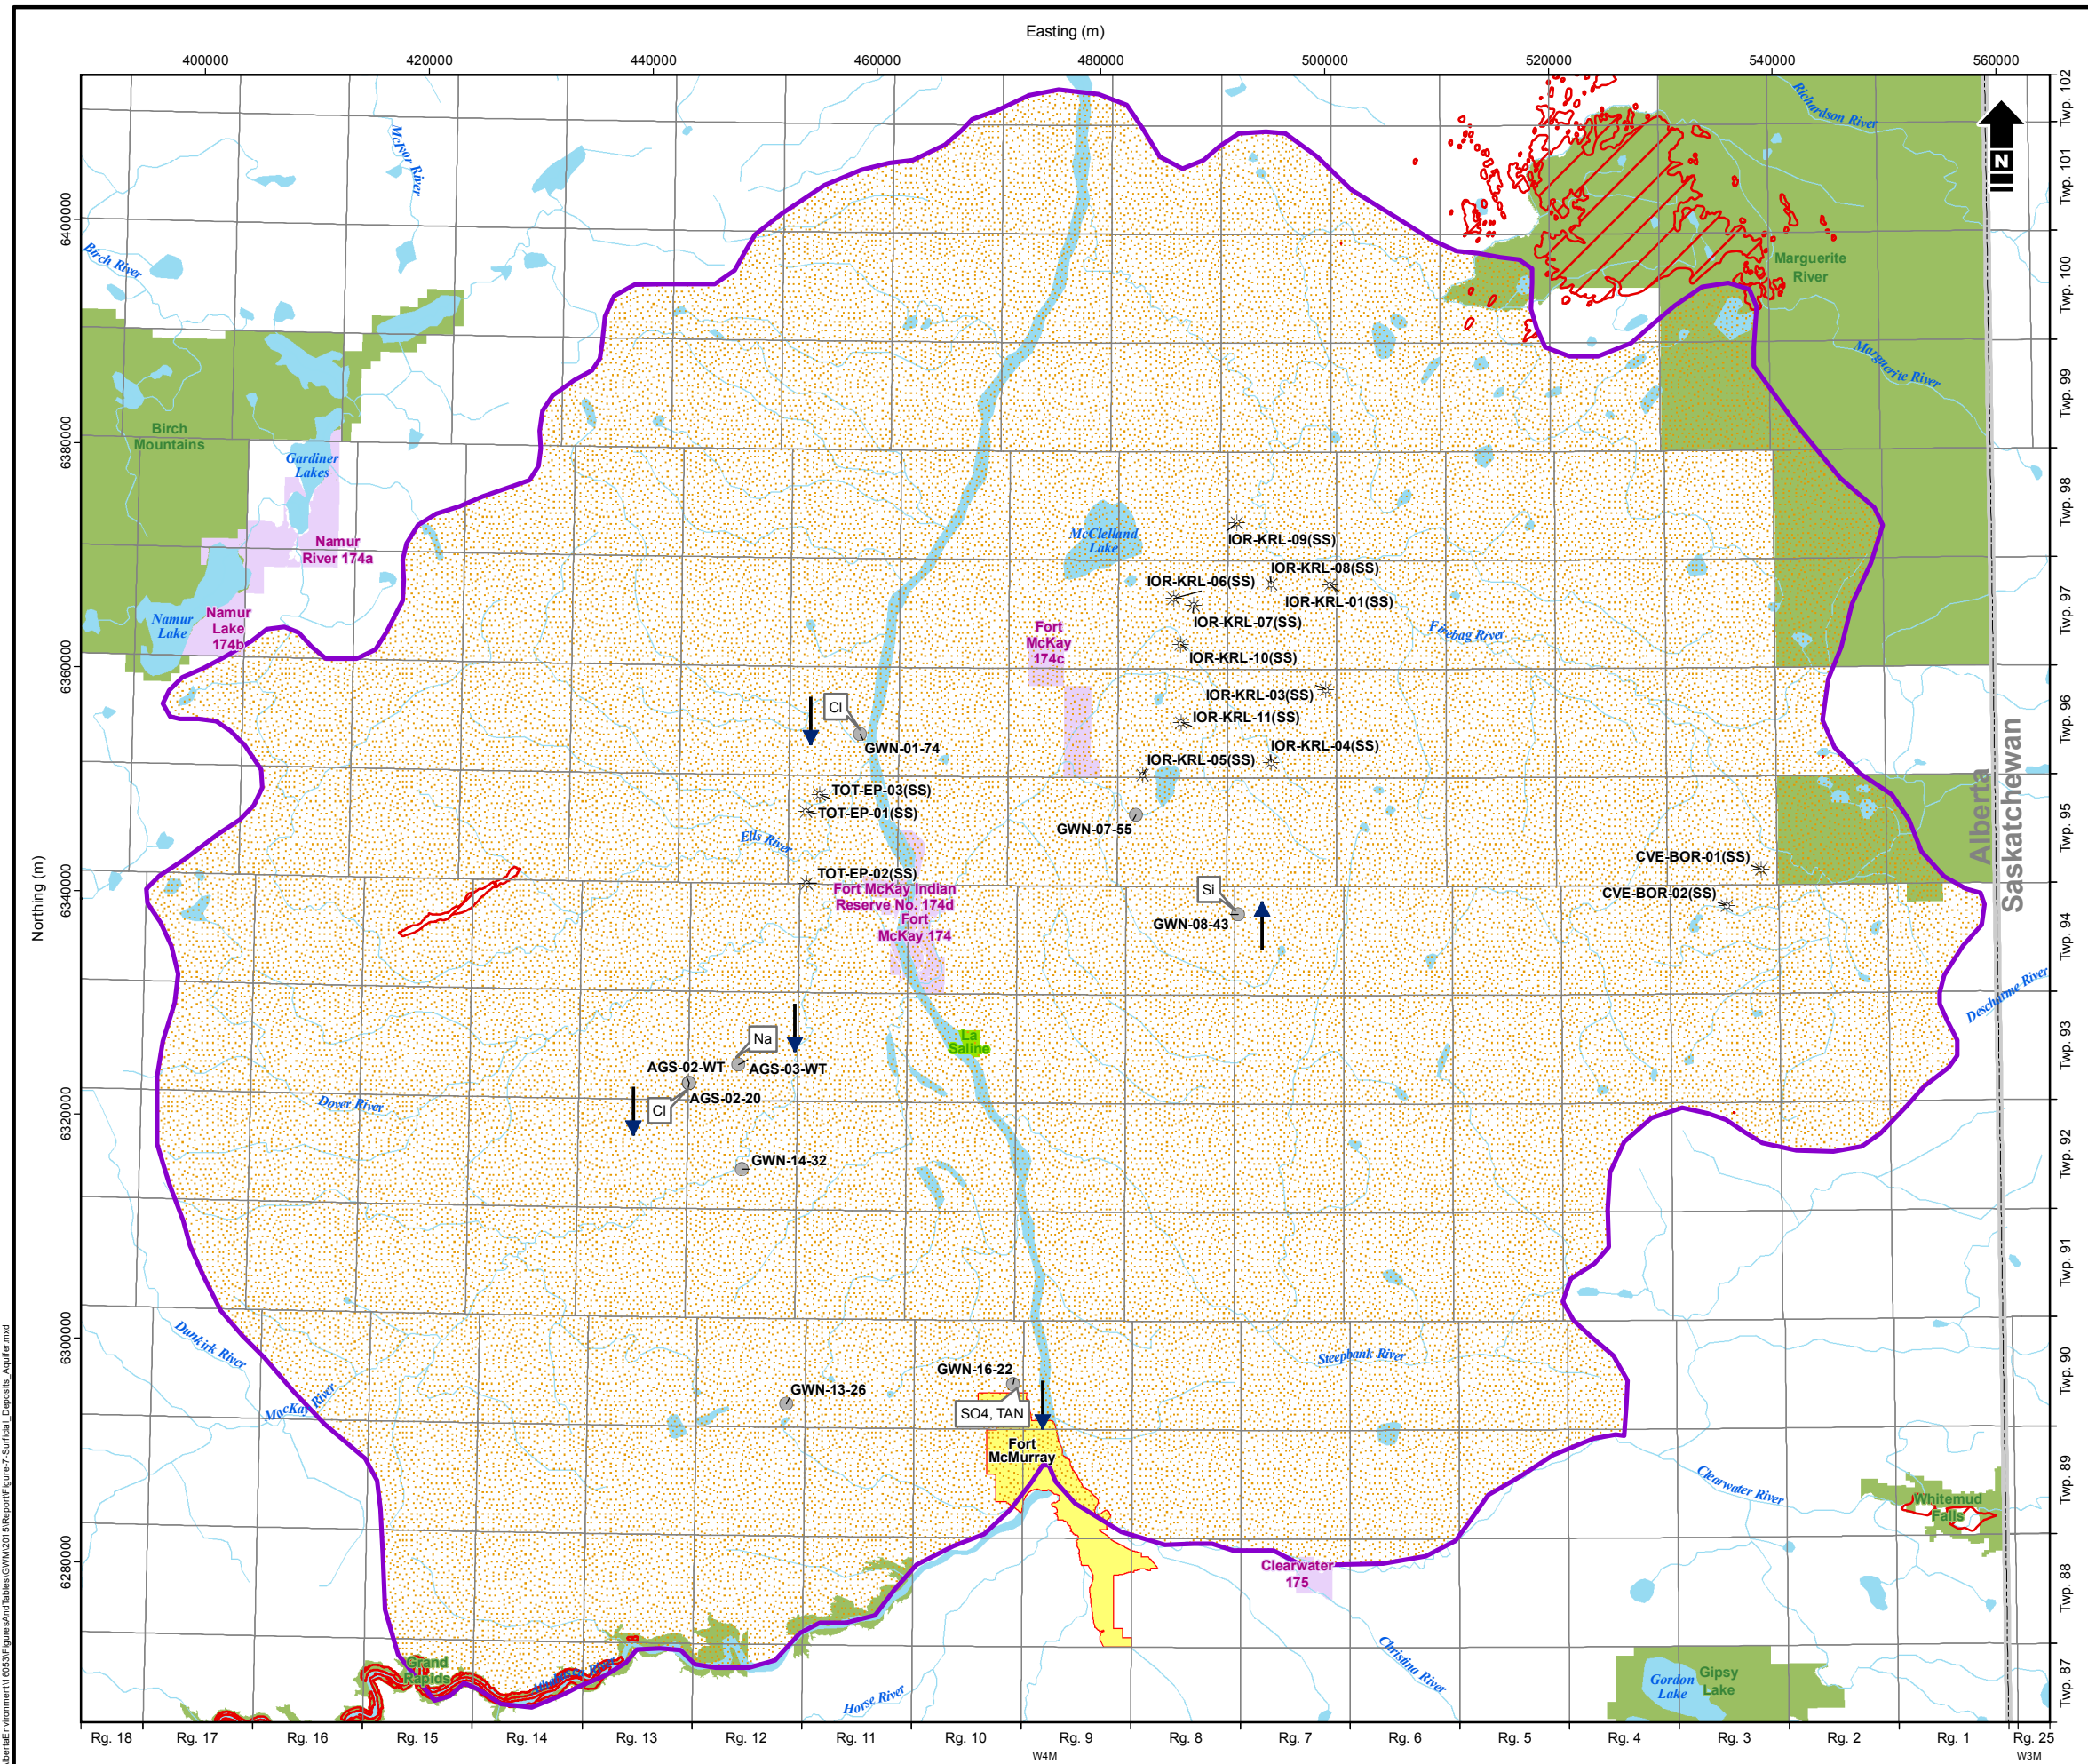 Easting (m)
400000
420000
440000
460000
480000
500000
520000
540000
560000
Twp. 102
Twp. 101
Twp. 100
Twp. 99
Twp. 98
Twp. 97
Twp. 96
Twp. 95
Twp. 94
Twp. 93
Twp. 92
Twp. 91
Twp. 90
Twp. 89
Twp. 88
Twp. 87
Northing (m)
6400000
6380000
6360000
6340000
6320000
6300000
6280000
N
Richardson River
McIvor River
Birch River
Marguerite
River
Marguerite River
Birch
Mountains
Gardiner
Lakes
Namur
River 174a
Namur
Lake
Namur
Lake
174b
McClelland
Lake
IOR-KRL-09(SS)
IOR-KRL-08(SS)
IOR-KRL-06(SS)
IOR-KRL-01(SS)
IOR-KRL-07(SS)
Firebag River
Fort
McKay
174c
IOR-KRL-10(SS)
IOR-KRL-03(SS)
IOR-KRL-11(SS)
IOR-KRL-04(SS)
IOR-KRL-05(SS)
Cl
GWN-01-74
TOT-EP-03(SS)
TOT-EP-01(SS)
GWN-07-55
Ells River
TOT-EP-02(SS)
Fort McKay Indian
Reserve No. 174d
Fort
McKay 174
Si
GWN-08-43
CVE-BOR-01(SS)
CVE-BOR-02(SS)
Alberta
Saskatchewan
Descharme River
La
Saline
Na
AGS-02-WT
AGS-03-WT
Cl
AGS-02-20
Dover River
GWN-14-32
Dunkirk River
MacKay River
Steepbank River
GWN-16-22
GWN-13-26
SO4, TAN
Fort
McMurray
Clearwater River
Whitemud
Falls
Clearwater
175
Christina River
Horse River
Grand
Rapids
Gordon
Lake
Gipsy
Lake
Rg. 18
Rg. 17
Rg. 16
Rg. 15
Rg. 14
Rg. 13
Rg. 12
Rg. 11
Rg. 10
Rg. 9
Rg. 8
Rg. 7
Rg. 6
Rg. 5
Rg. 4
Rg. 3
Rg. 2
Rg. 1
Rg. 25
W4M
W3M
lbertaEnvironment\16053\FiguresAndTables\GWM\2015\Report\Figure-7-Surficial_Deposits_Aquifer.mxd